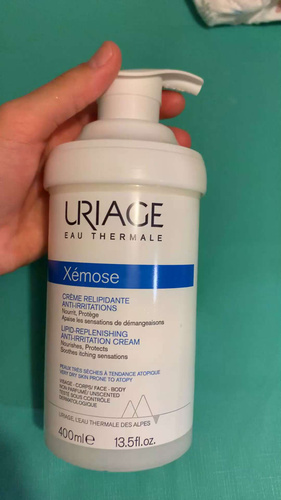 URIAGE
EAU THERMALE
Xémose
CRÈME RELIPIDANTE
ANTI-IRRITATIONS
Nourrit, Protège
Apaise les sensations de démangeaisons
LIPID-REPLENISHING
ANTI-IRRITATION CREAM
Nourishes, Protects
Soothes itching sensations
PEAUX TRÈS SÈCHES À TENDANCE ATOPIQUE
VERY DRY SKIN PRONE TO ATOPY
VISAGE - CORPS / FACE - BODY
NON PARFUMÉ / UNSCENTED
TESTÉ SOUS CONTRÔLE
DERMATOLOGIQUE
URIAGE, L'EAU THERMALE DES ALPES
400ml e 13.5fl.oz.